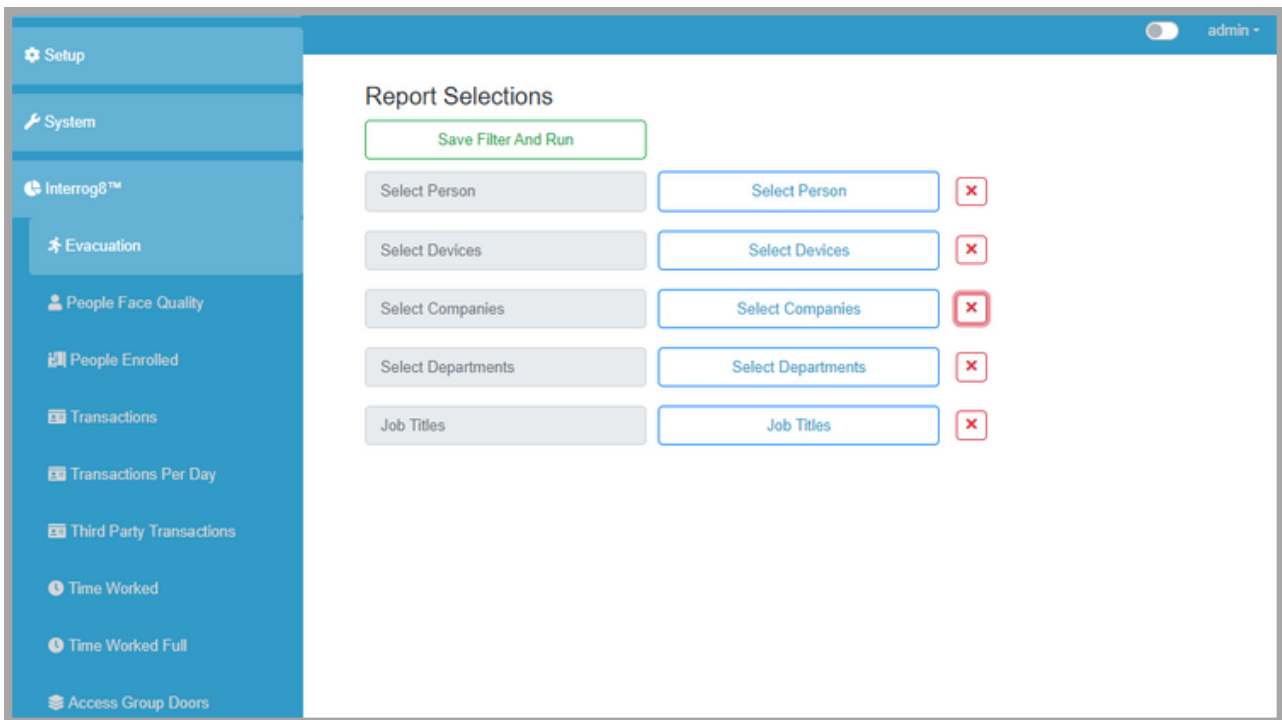 admin
Setup
System
Interrog8™
Evacuation
People Face Quality
People Enrolled
Transactions
Transactions Per Day
Third Party Transactions
Time Worked
Time Worked Full
Access Group Doors
Report Selections
Save Filter And Run
Select Person Select Person
Select Devices Select Devices
Select Companies Select Companies
Select Departments Select Departments
Job Titles Job Titles